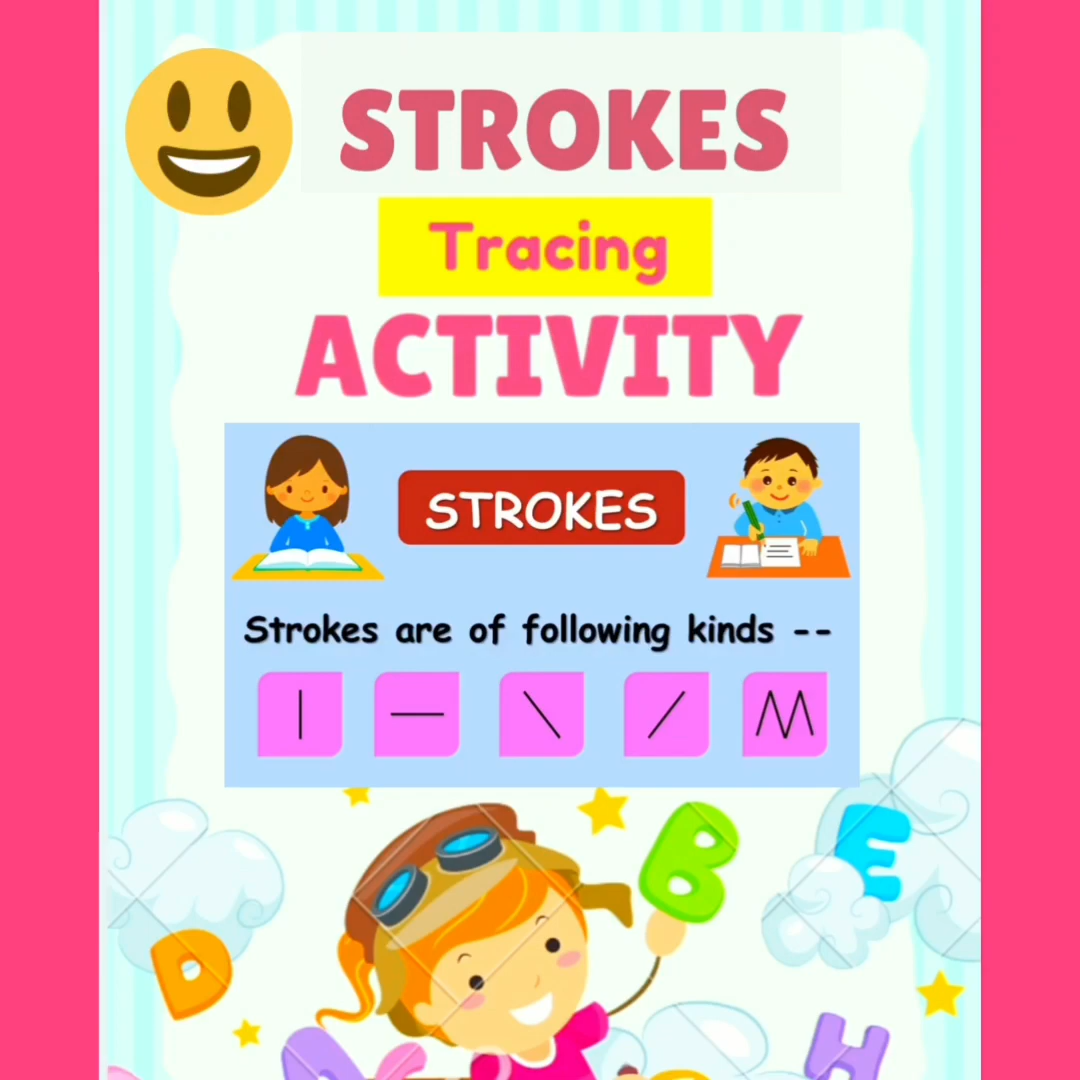 STROKES
Tracing
ACTIVITY
STROKES
Strokes are of following kinds --
B
E
D
H